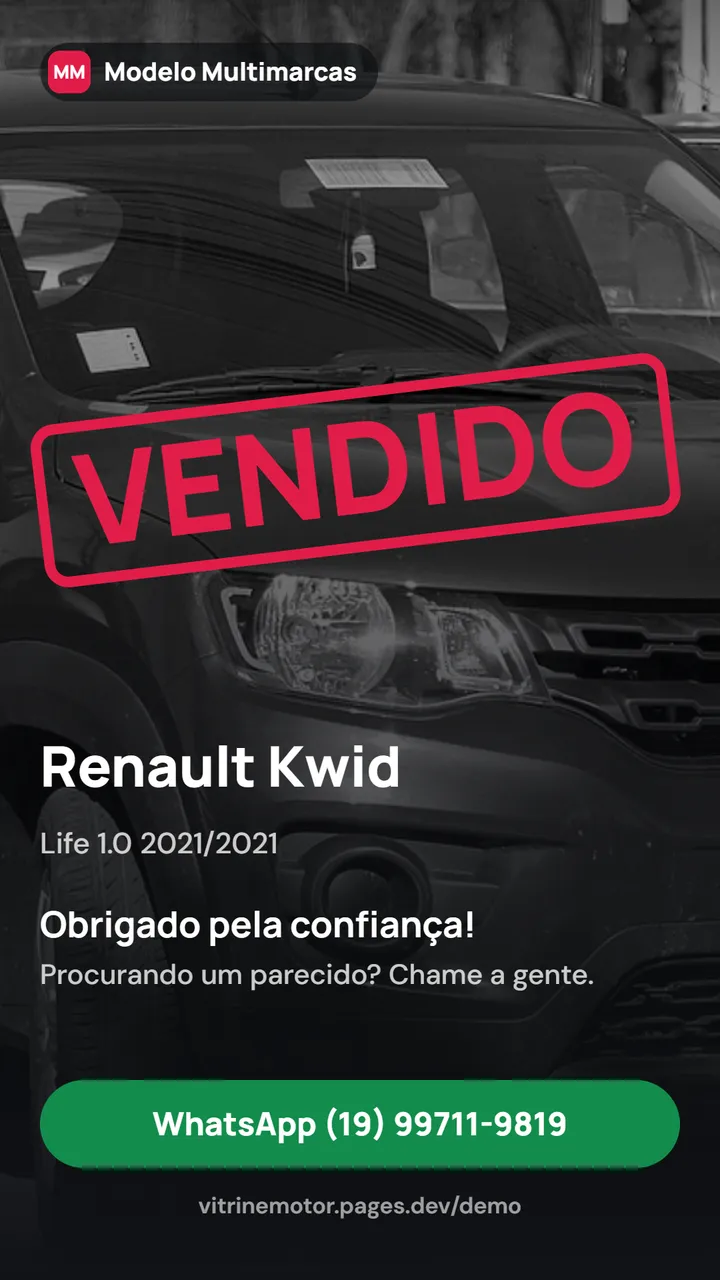 MM Modelo Multimarcas
VENDIDO
Renault Kwid
Life 1.0 2021/2021
Obrigado pela confiança!
Procurando um parecido? Chame a gente.
WhatsApp (19) 99711-9819
vitrinemotor.pages.dev/demo